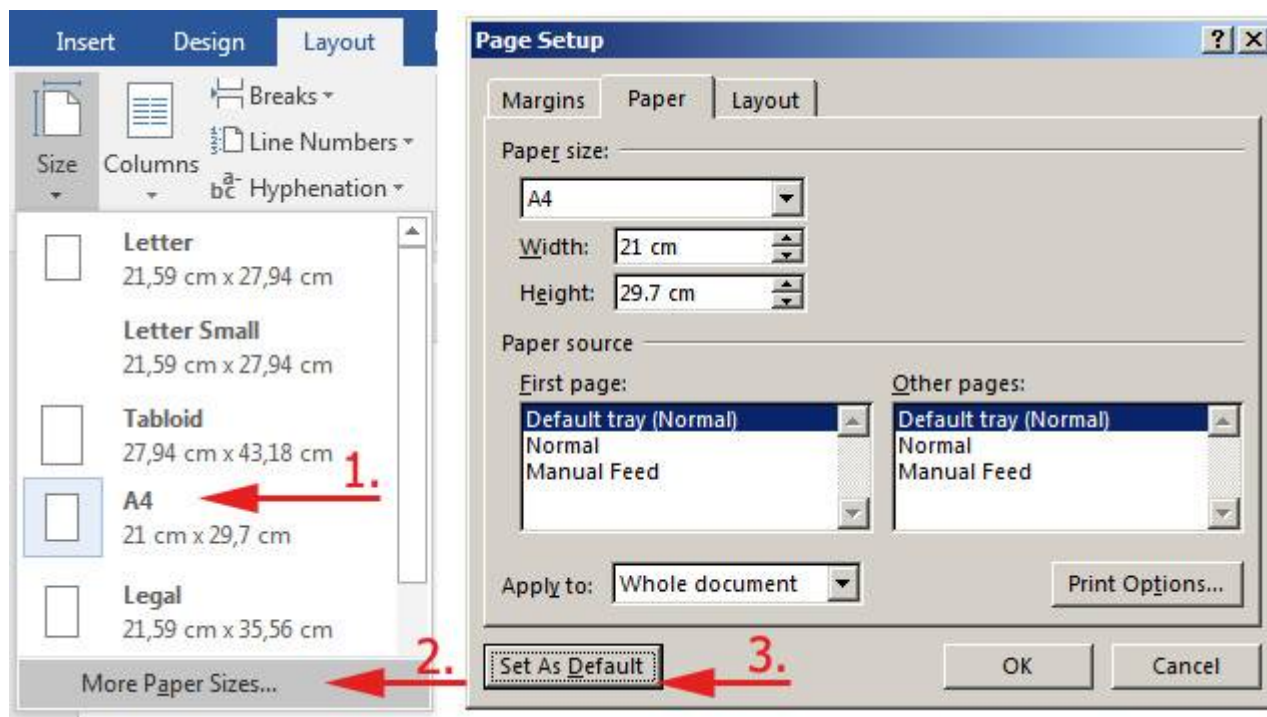 Insert Design Layout
Breaks
Line Numbers
Size Columns
Hyphenation
Letter
21,59 cm x 27,94 cm
Letter Small
21,59 cm x 27,94 cm
Tabloid
27,94 cm x 43,18 cm
1.
A4
21 cm x 29,7 cm
Legal
21,59 cm x 35,56 cm
2.
More Paper Sizes...
Page Setup
Margins Paper Layout
Paper size:
A4
Width: 21 cm
Height: 29.7 cm
Paper source
First page: Other pages:
Default tray (Normal) Default tray (Normal)
Normal Normal
Manual Feed Manual Feed
Apply to: Whole document Print Options...
Set As Default 3. OK Cancel